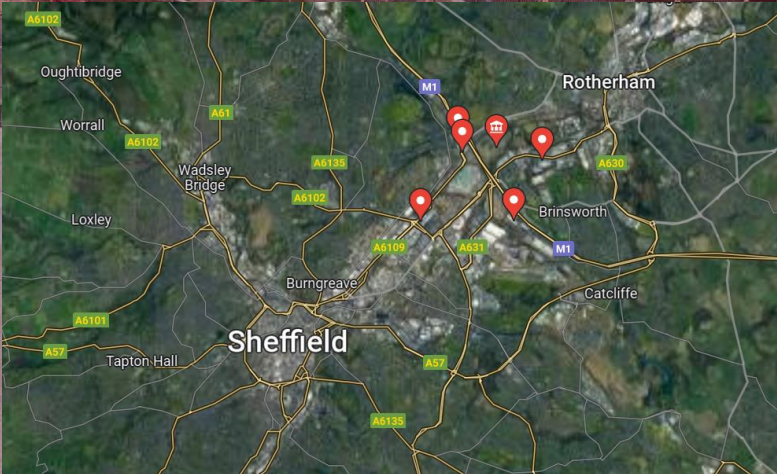 A6102
Oughtibridge
M1
Rotherham
A61
Worrall
A6102
A6135
A630
Wadsley
Bridge
A6102
Loxley
Brinsworth
A6109
A631
M1
Burngreave
Catcliffe
A6101
Sheffield
A57
Tapton Hall
A57
A6135